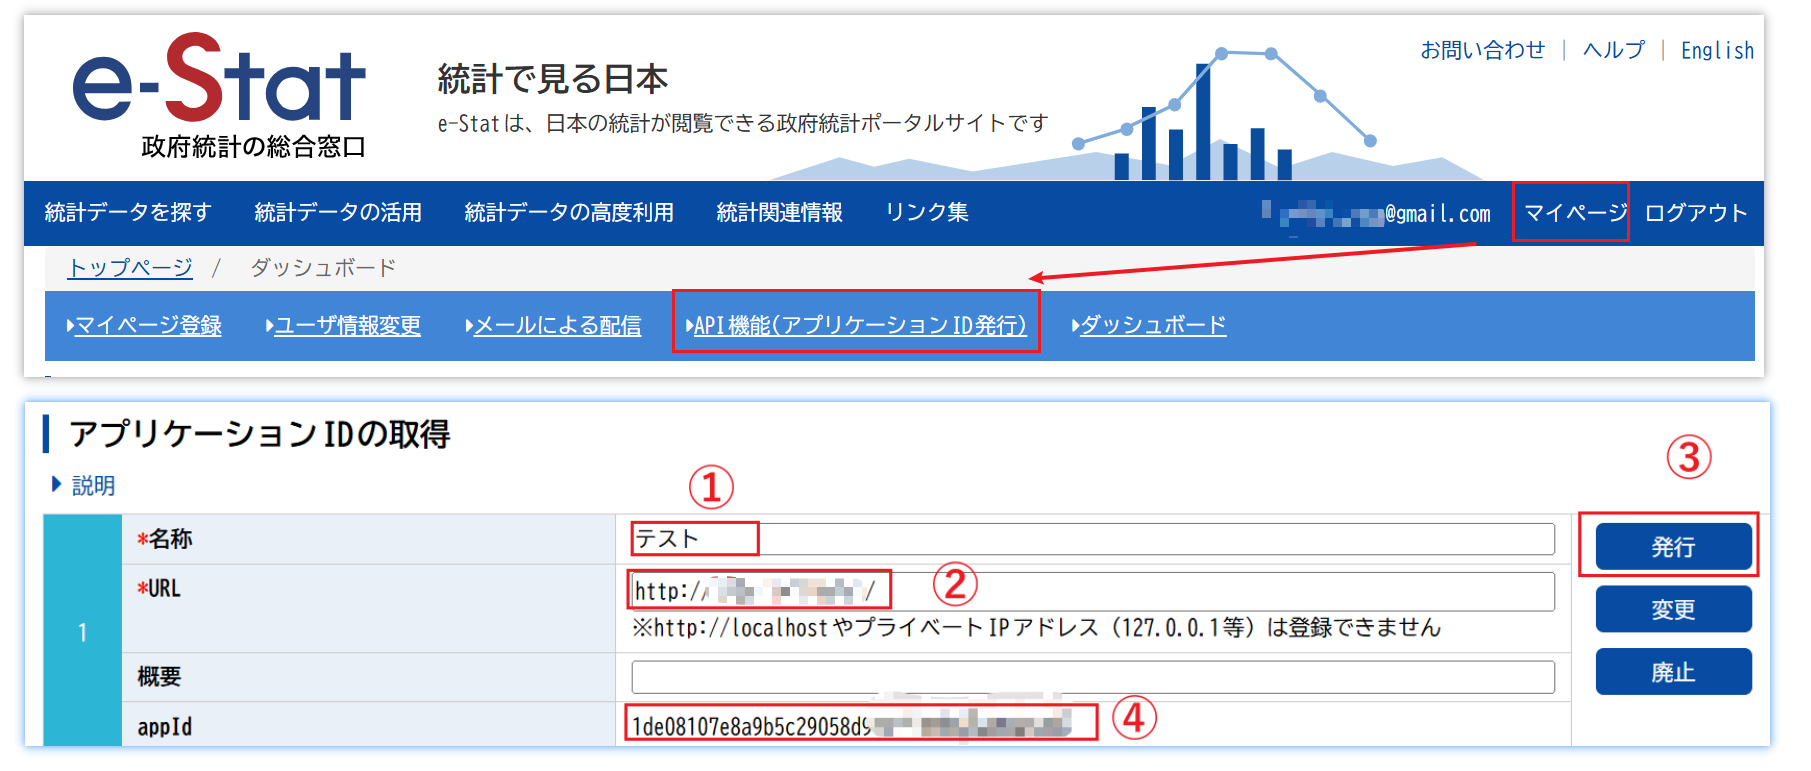 お問い合わせ | ヘルプ | English
e-Stat
政府統計の総合窓口
統計で見る日本
e-Statは、日本の統計が閲覧できる政府統計ポータルサイトです
統計データを探す 統計データの活用 統計データの高度利用 統計関連情報 リンク集 @gmail.com マイページ ログアウト
トップページ / ダッシュボード
マイページ登録 ユーザ情報変更 メールによる配信 API機能(アプリケーションID発行) ダッシュボード
アプリケーションIDの取得
説明
①
③
1
*名称 テスト
発行
*URL http:// /
②
※http://localhostやプライベートIPアドレス（127.0.0.1等）は登録できません
変更
概要
廃止
appId 1de08107e8a9b5c29058d9
④